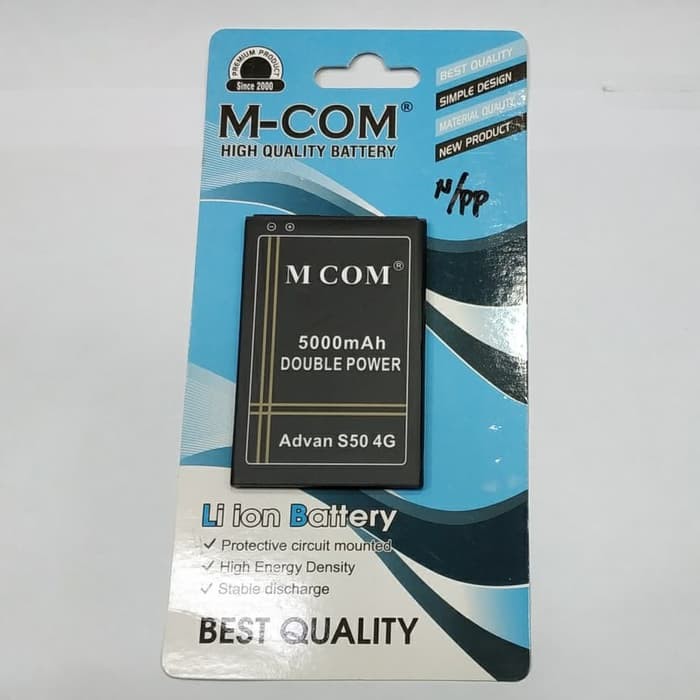 PREMIUM PRODUCT
Since 2000
M-COM®
HIGH QUALITY BATTERY
BEST QUALITY
SIMPLE DESIGN
MATERIAL QUALITY
NEW PRODUCT
N/PP
M COM®
5000mAh
DOUBLE POWER
Advan S50 4G
Li ion Battery
✓ Protective circuit mounted
✓ High Energy Density
✓ Stable discharge
BEST QUALITY